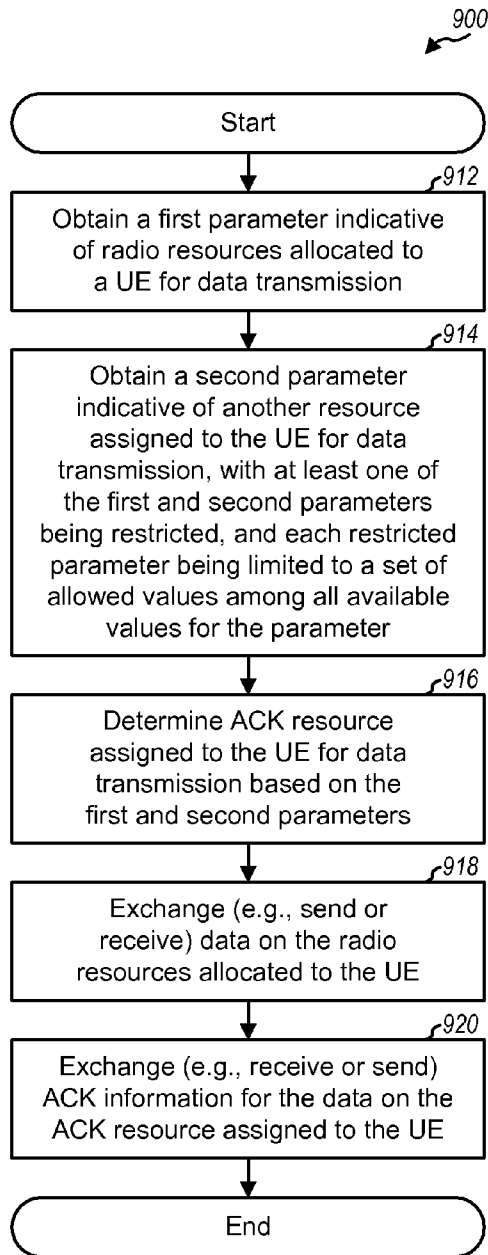 900
Start
912
Obtain a first parameter indicative
of radio resources allocated to
a UE for data transmission
914
Obtain a second parameter
indicative of another resource
assigned to the UE for data
transmission, with at least one of
the first and second parameters
being restricted, and each restricted
parameter being limited to a set of
allowed values among all available
values for the parameter
916
Determine ACK resource
assigned to the UE for data
transmission based on the
first and second parameters
918
Exchange (e.g., send or
receive) data on the radio
resources allocated to the UE
920
Exchange (e.g., receive or send)
ACK information for the data on the
ACK resource assigned to the UE
End